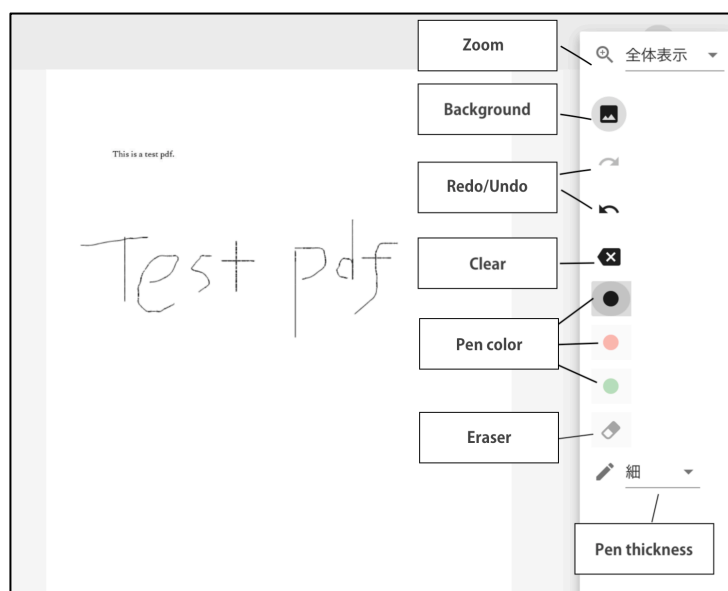 Zoom
全体表示
Background
This is a test pdf.
Redo/Undo
Test pdf
Clear
Pen color
Eraser
細
Pen thickness